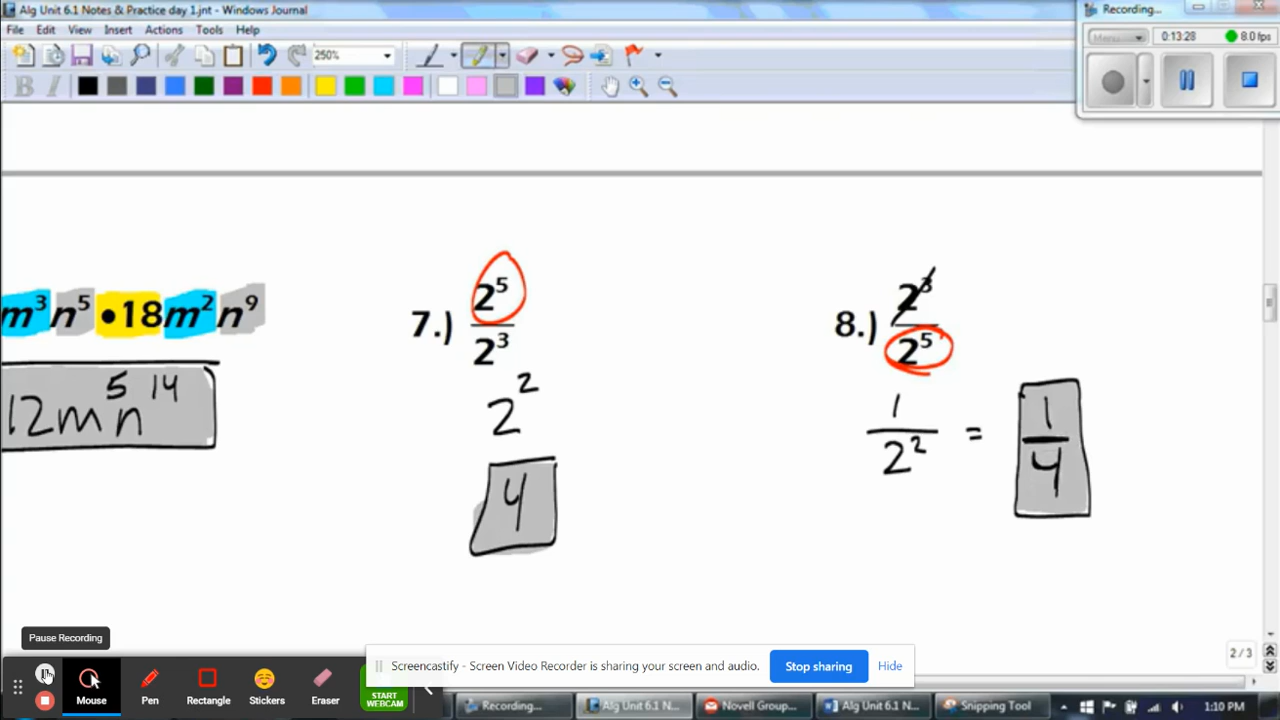 Alg Unit 6.1 Notes & Practice day 1.jnt - Windows Journal
Recording...
File Edit View Insert Actions Tools Help
Menu
0:13:28
8.0 fps
250%
B I
m³n⁵•18m²n⁹
12mn⁵ ¹⁴
7.)
2⁵
2³
2²
4
8.)
2³
2⁵
1
2²
=
1
4
2 / 3
Pause Recording
Mouse
Pen
Rectangle
Stickers
Eraser
START
WEBCAM
Screencastify - Screen Video Recorder is sharing your screen and audio.
Stop sharing
Hide
Recording...
Alg Unit 6.1 N...
Novell Group...
Alg Unit 6.1 N...
Snipping Tool
1:10 PM